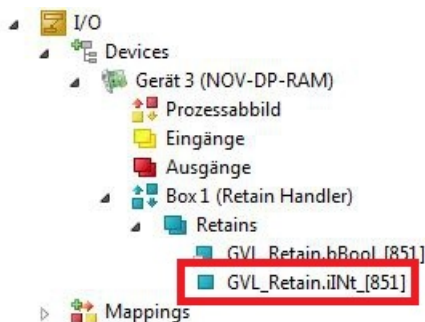 I/O
Devices
Gerät 3 (NOV-DP-RAM)
Prozessabbild
Eingänge
Ausgänge
Box 1 (Retain Handler)
Retains
GVL_Retain.bBool_[851]
GVL_Retain.iINt_[851]
Mappings